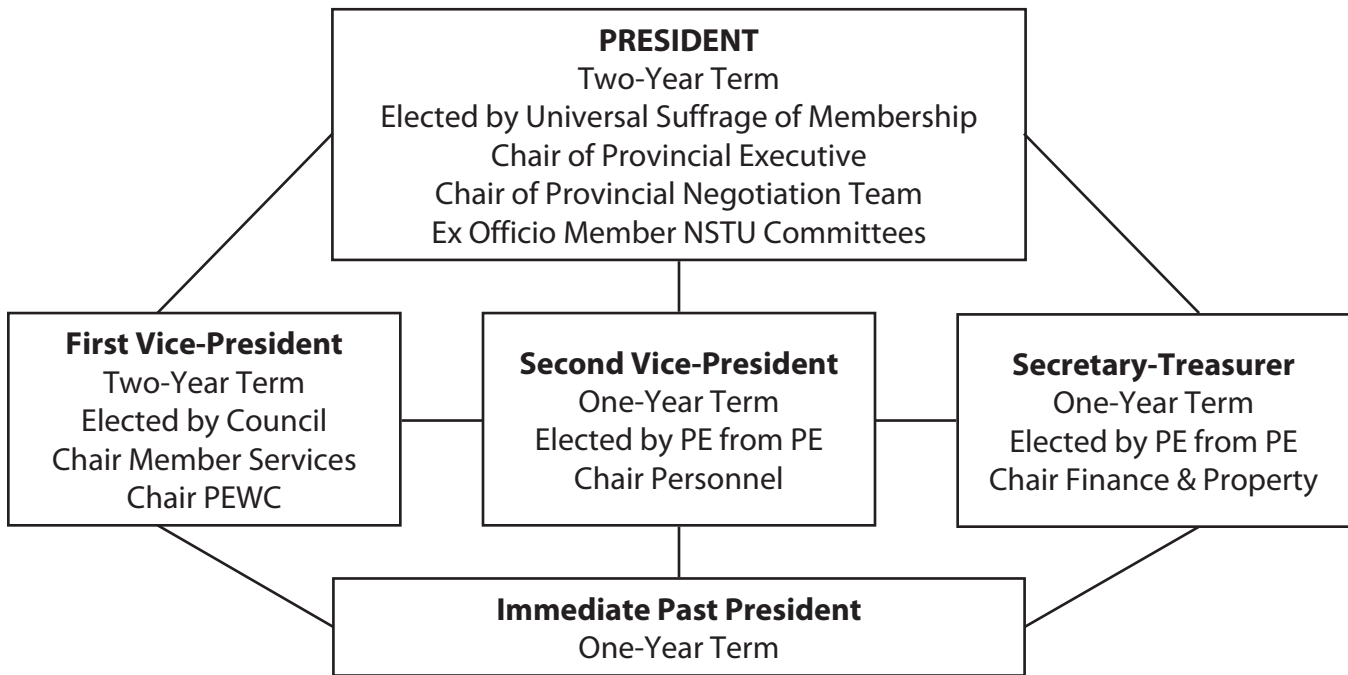 PRESIDENT
Two-Year Term
Elected by Universal Suffrage of Membership
Chair of Provincial Executive
Chair of Provincial Negotiation Team
Ex Officio Member NSTU Committees
First Vice-President
Two-Year Term
Elected by Council
Chair Member Services
Chair PEWC
Second Vice-President
One-Year Term
Elected by PE from PE
Chair Personnel
Secretary-Treasurer
One-Year Term
Elected by PE from PE
Chair Finance & Property
Immediate Past President
One-Year Term